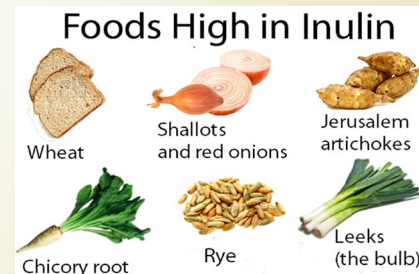 Foods High in Inulin
Wheat
Shallots
and red onions
Jerusalem
artichokes
Chicory root
Rye
Leeks
(the bulb)